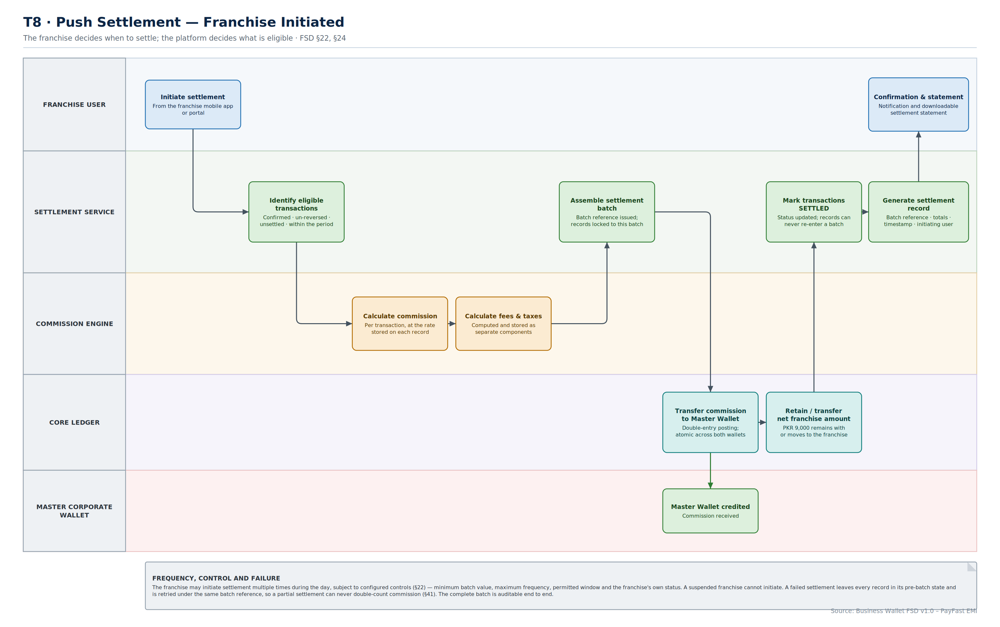 T8 · Push Settlement — Franchise Initiated
The franchise decides when to settle; the platform decides what is eligible · FSD §22, §24
FRANCHISE USER
Initiate settlement
From the franchise mobile app
or portal
Confirmation & statement
Notification and downloadable
settlement statement
SETTLEMENT SERVICE
Identify eligible
transactions
Confirmed · un-reversed ·
unsettled · within the period
Assemble settlement
batch
Batch reference issued;
records locked to this batch
Mark transactions
SETTLED
Status updated; records can
never re-enter a batch
Generate settlement
record
Batch reference · totals ·
timestamp · initiating user
COMMISSION ENGINE
Calculate commission
Per transaction, at the rate
stored on each record
Calculate fees & taxes
Computed and stored as
separate components
CORE LEDGER
Transfer commission
to Master Wallet
Double-entry posting;
atomic across both wallets
Retain / transfer
net franchise amount
PKR 9,000 remains with
or moves to the franchise
MASTER CORPORATE
WALLET
Master Wallet credited
Commission received
FREQUENCY, CONTROL AND FAILURE
The franchise may initiate settlement multiple times during the day, subject to configured controls (§22) — minimum batch value, maximum frequency, permitted window and the franchise's own status. A suspended franchise cannot initiate. A failed settlement leaves every record in its pre-batch state and
is retried under the same batch reference, so a partial settlement can never double-count commission (§41). The complete batch is auditable end to end.
Source: Business Wallet FSD v1.0 – PayFast EMI